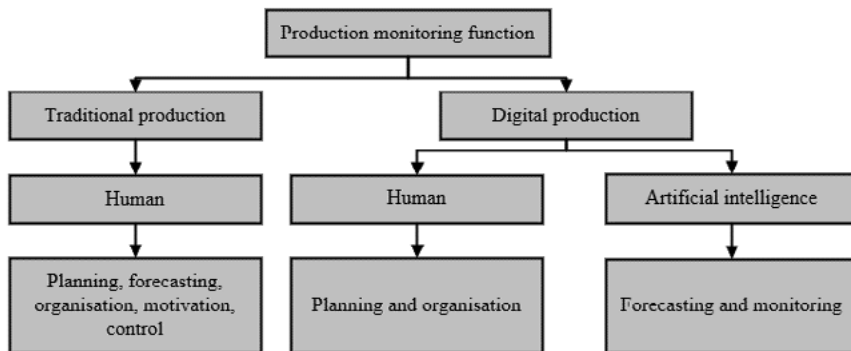 Production monitoring function
Traditional production
Digital production
Human
Human
Artificial intelligence
Planning, forecasting,
organisation, motivation,
control
Planning and organisation
Forecasting and monitoring